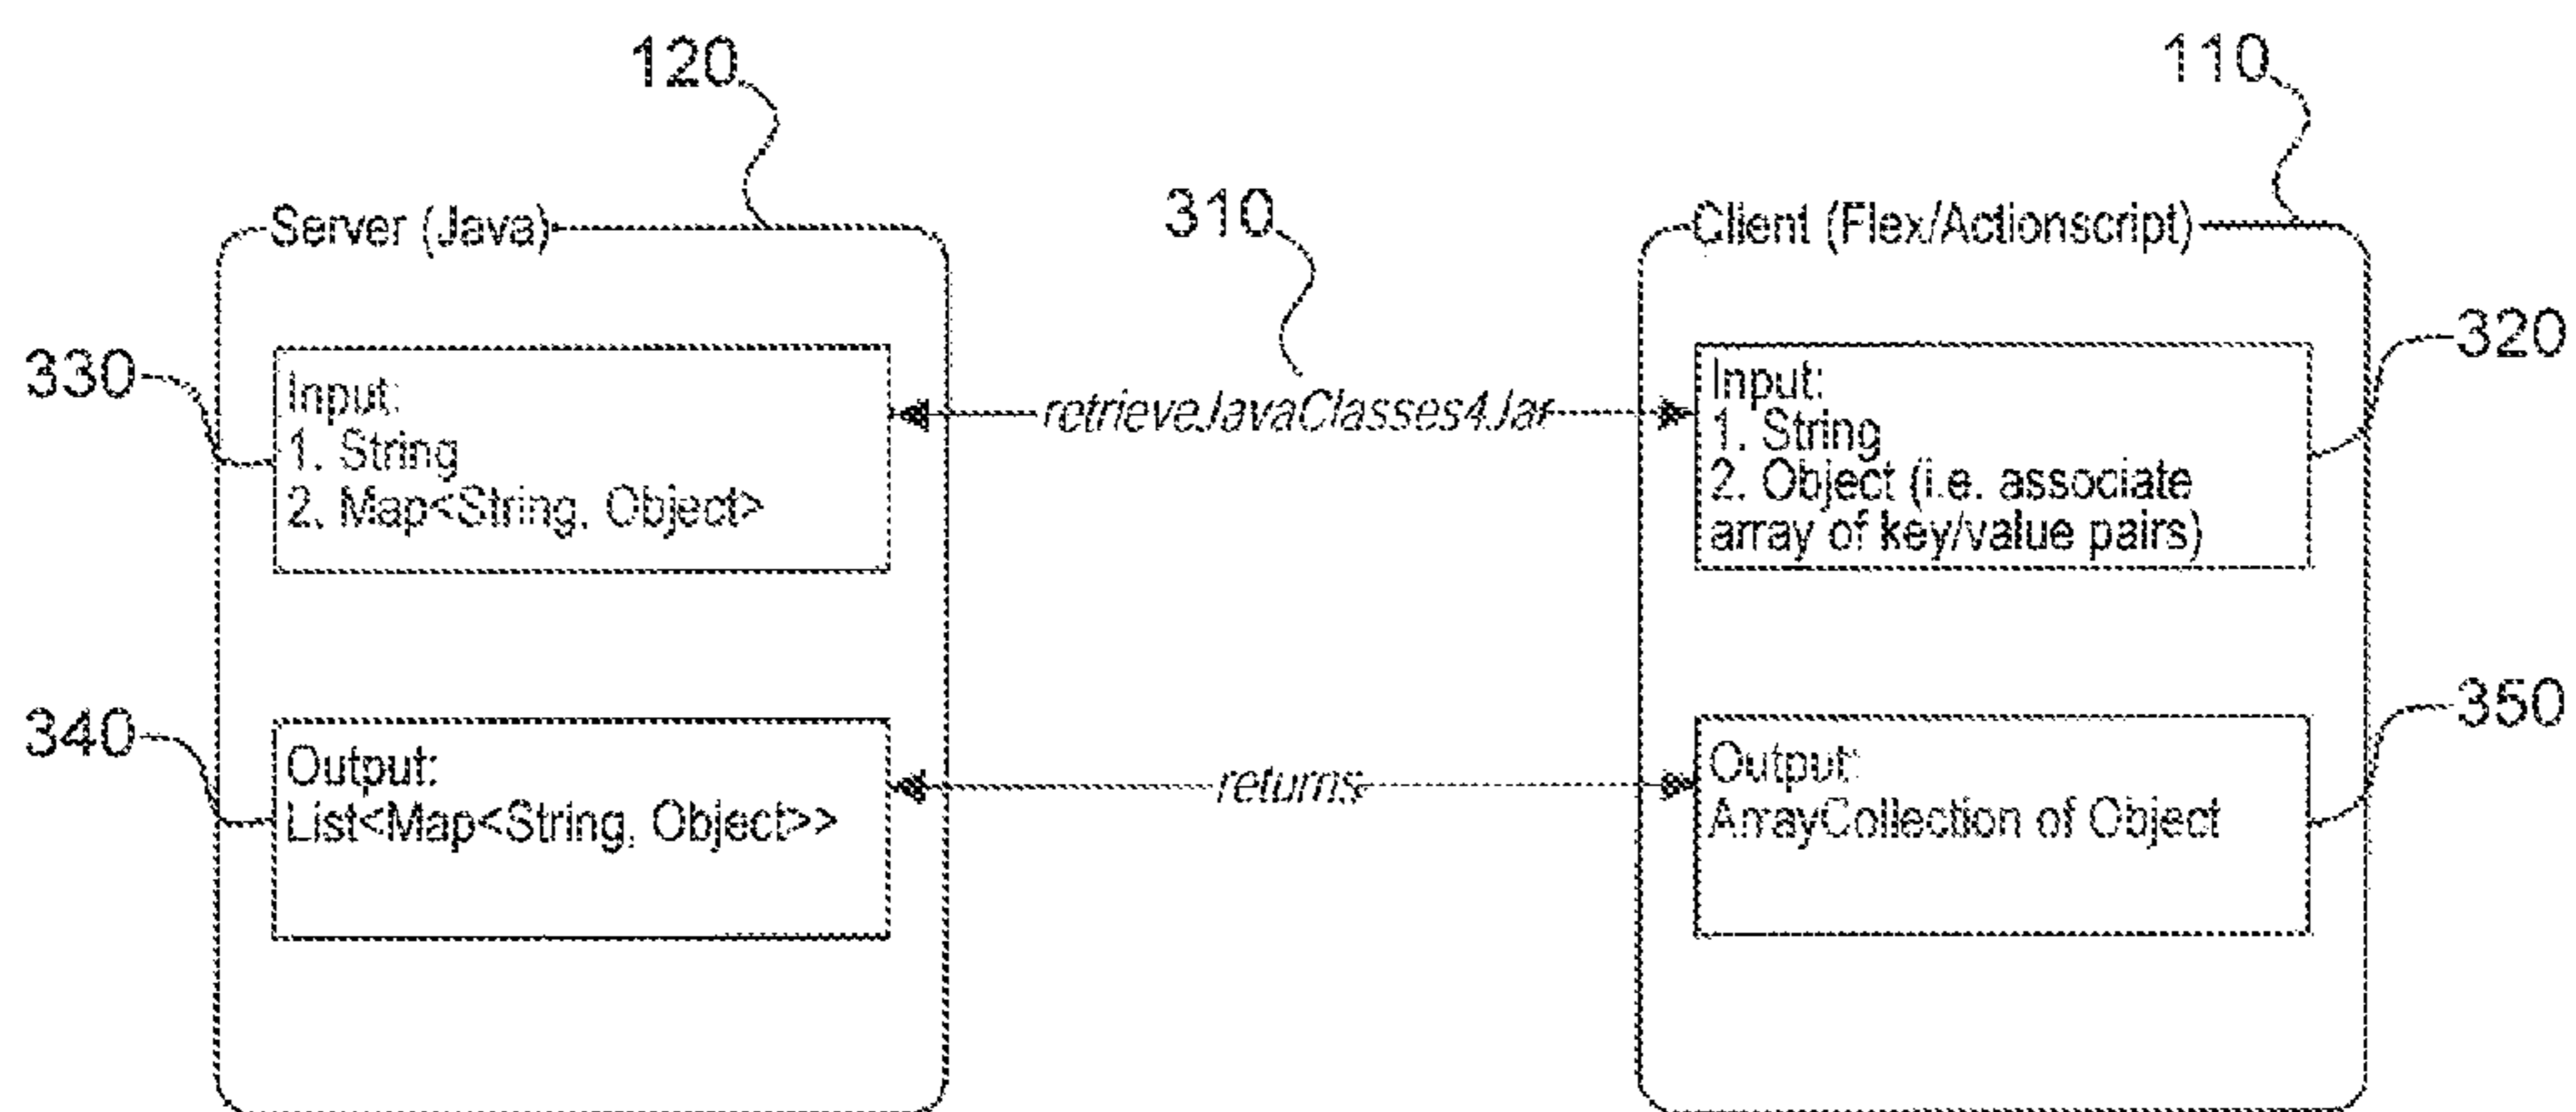 120
110
310
Server (Java)
Client (Flex/Actionscript)
330
Input:
1. String
2. Map<String, Object>
retrieveJavaClasses4Jar
Input:
1. String
2. Object (i.e. associate
array of key/value pairs)
320
340
Output:
List<Map<String, Object>>
returns
Output:
ArrayCollection of Object
350